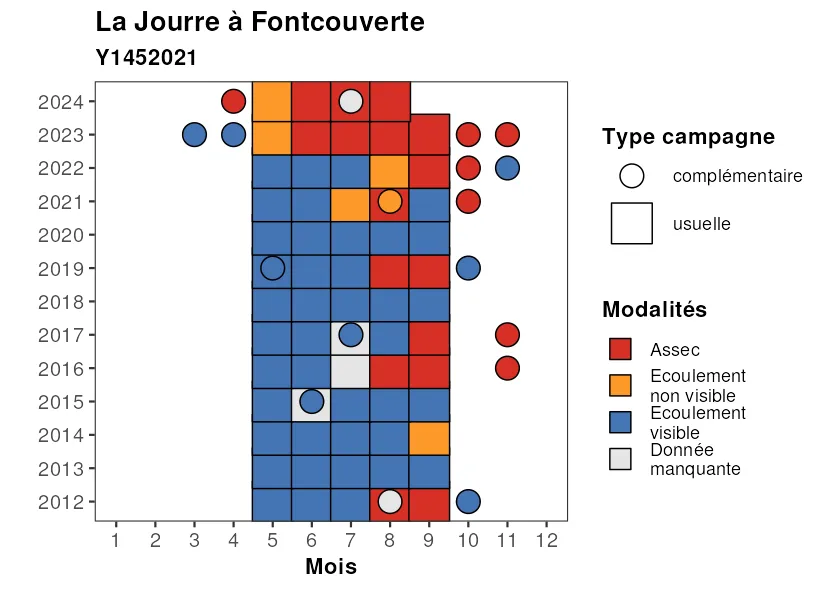 La Jourre à Fontcouverte
Y1452021
2024
2023
2022
2021
2020
2019
2018
2017
2016
2015
2014
2013
2012
1 2 3 4 5 6 7 8 9 10 11 12
Mois
Type campagne
complémentaire
usuelle
Modalités
Assec
Ecoulement
non visible
Ecoulement
visible
Donnée
manquante